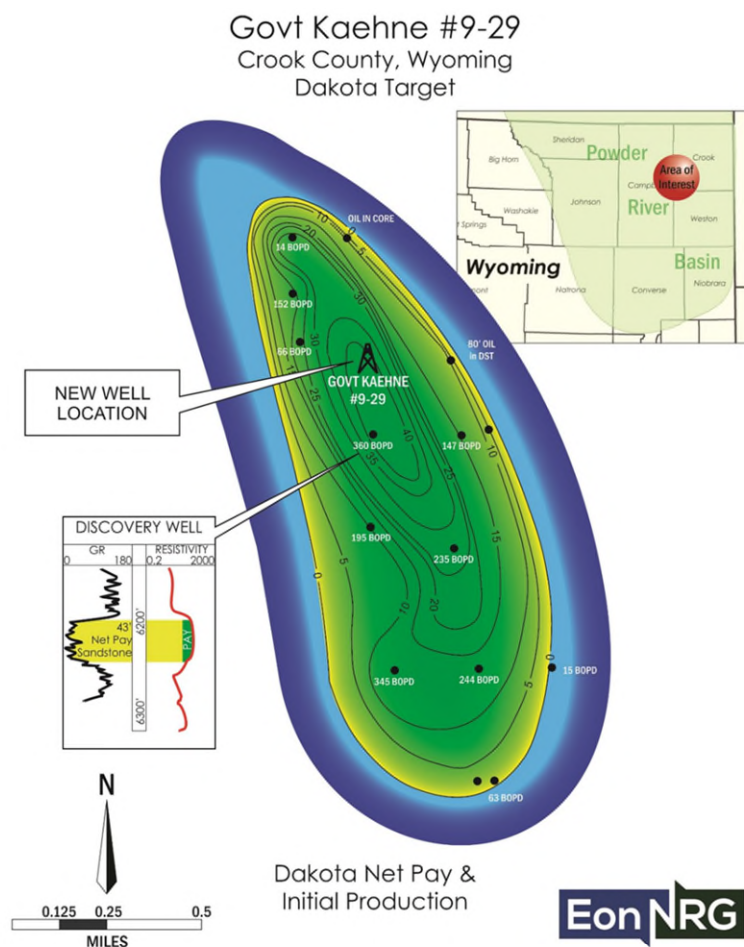 Govt Kaehne #9-29
Crook County, Wyoming
Dakota Target
Sheridan
Crook
Big Horn
Powder
Area of
Interest
Campb
Johnson
River
Washakie
Weston
t Springs
Basin
Wyoming
Niobrara
mont
Natrona
Converse
OIL IN CORE
10
0
5
20
14 BOPD
30
152 BOPD
66 BOPD
30
80' OIL
in DST
GOVT KAEHNE
#9-29
NEW WELL
LOCATION
25
40
10
360 BOPD
147 BOPD
35
25
DISCOVERY WELL
GR
RESISTIVITY
0
180
0.2
2000
195 BOPD
15
235 BOPD
5
0
43'
Net Pay
Sandstone
6200'
PAY
6300'
10
20
345 BOPD
244 BOPD
5
0
15 BOPD
63 BOPD
N
Dakota Net Pay &
Initial Production
0.125
0.25
0.5
MILES
EonNRG